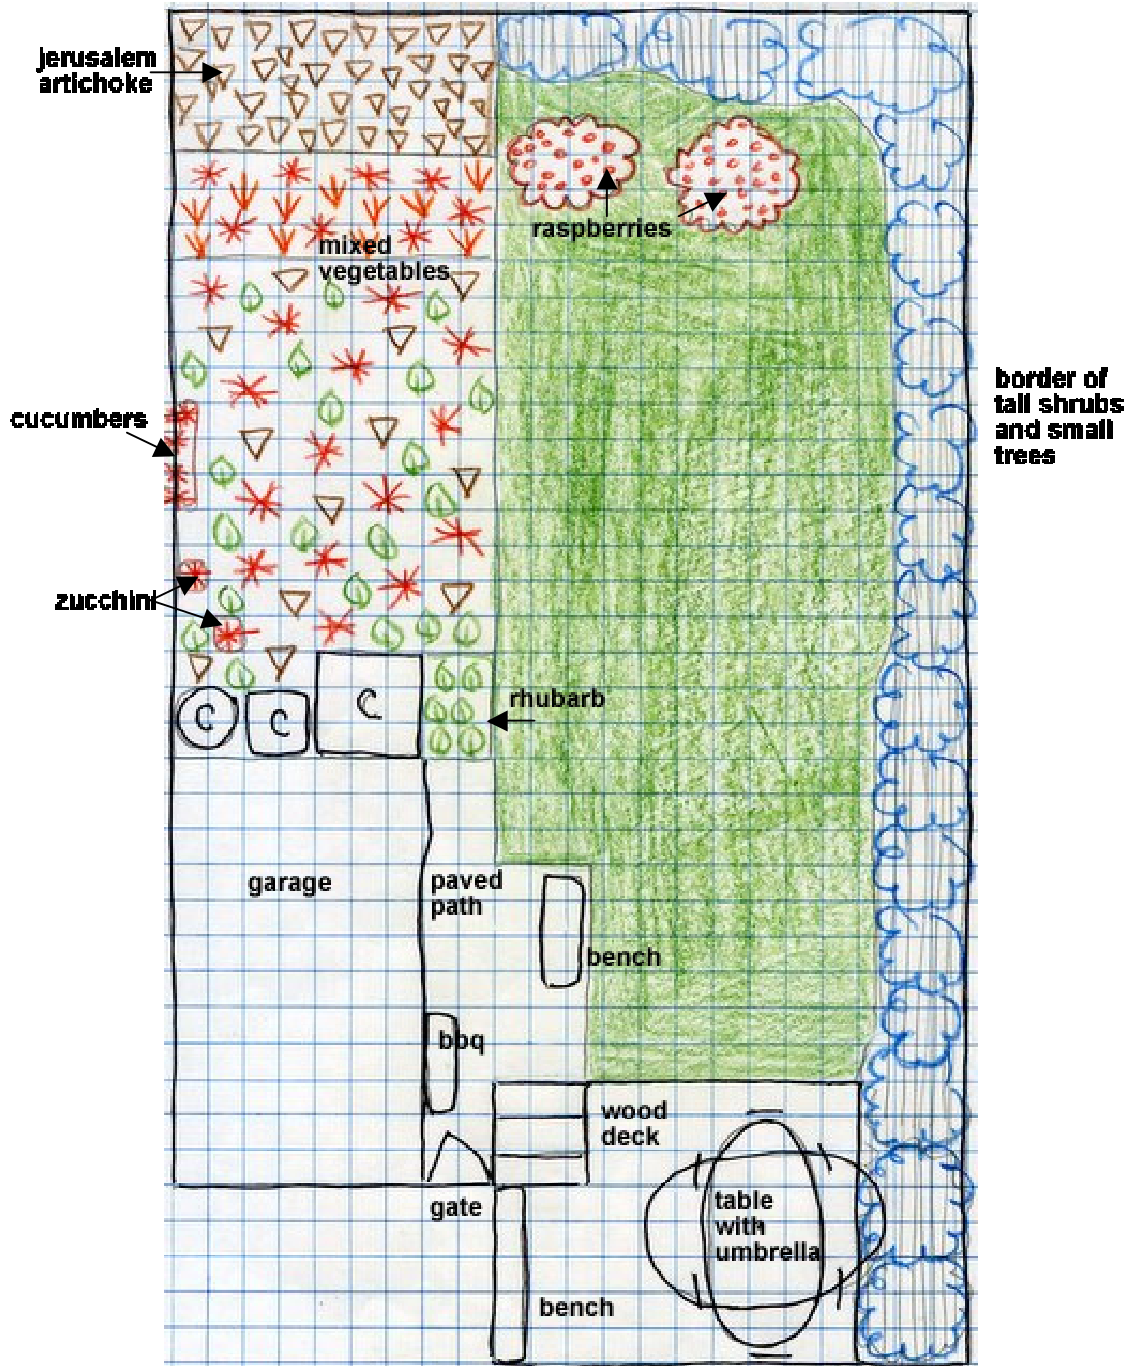 jerusalem
artichoke
raspberries
mixed
vegetables
border of
tall shrubs
and small
trees
cucumbers
zucchini
rhubarb
C
C
C
garage
paved
path
bench
bbq
wood
deck
table
with
umbrella
gate
bench